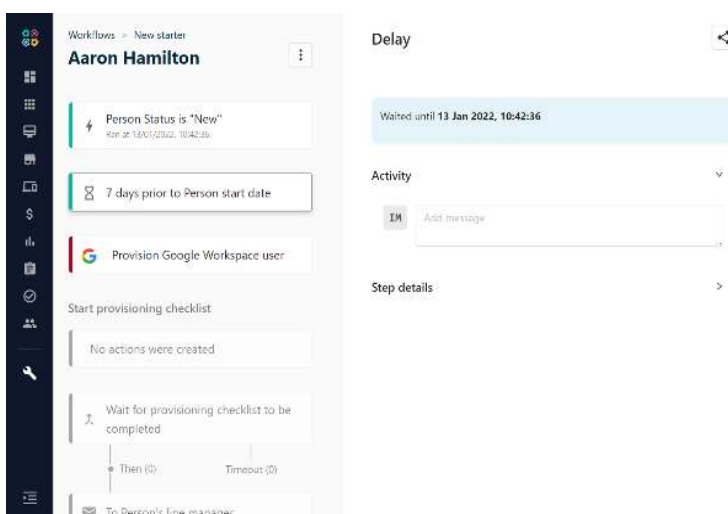 Workflows > New starter
Aaron Hamilton
Person Status is "New"
Ran at 13/01/2022, 10:42:36
7 days prior to Person start date
Provision Google Workspace user
Start provisioning checklist
No actions were created
Wait for provisioning checklist to be
completed
Then (0)
Timeout (0)
To Person's line manager
Delay
Waited until 13 Jan 2022, 10:42:36
Activity
IM
Add message
Step details